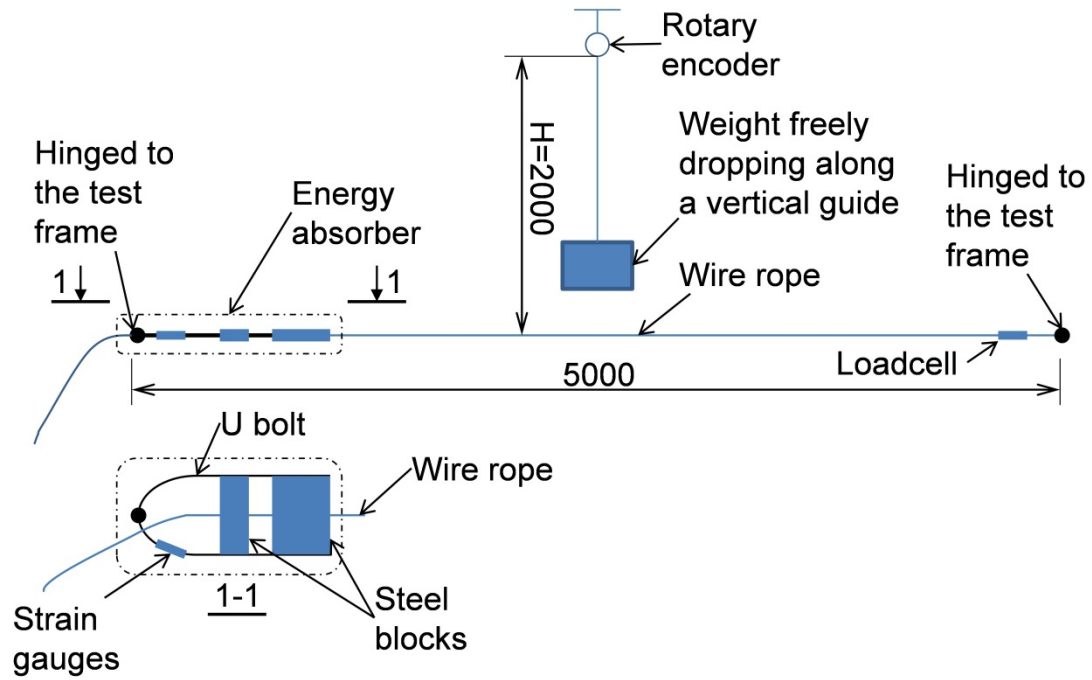 Rotary
encoder
H=2000
Weight freely
dropping along
a vertical guide
Hinged to
the test
frame
Energy
absorber
Hinged to
the test
frame
1
1
Wire rope
Loadcell
5000
U bolt
Wire rope
1-1
Strain
gauges
Steel
blocks